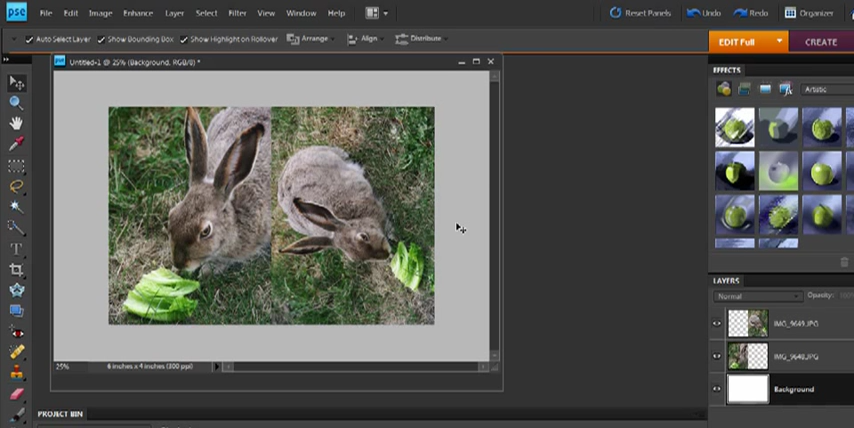 pse File Edit Image Enhance Layer Select Filter View Window Help Reset Panels Undo Redo Organizer
Auto Select Layer Show Bounding Box Show Highlight on Rollover Arrange Align Distribute
EDIT Full CREATE
Untitled-1 @ 25% (Background, RGB/8) *
EFFECTS
Artistic
LAYERS
Normal Opacity:
IMG_9649.JPG
IMG_9648.JPG
Background
25% 6 inches x 4 inches (300 ppi)
PROJECT BIN